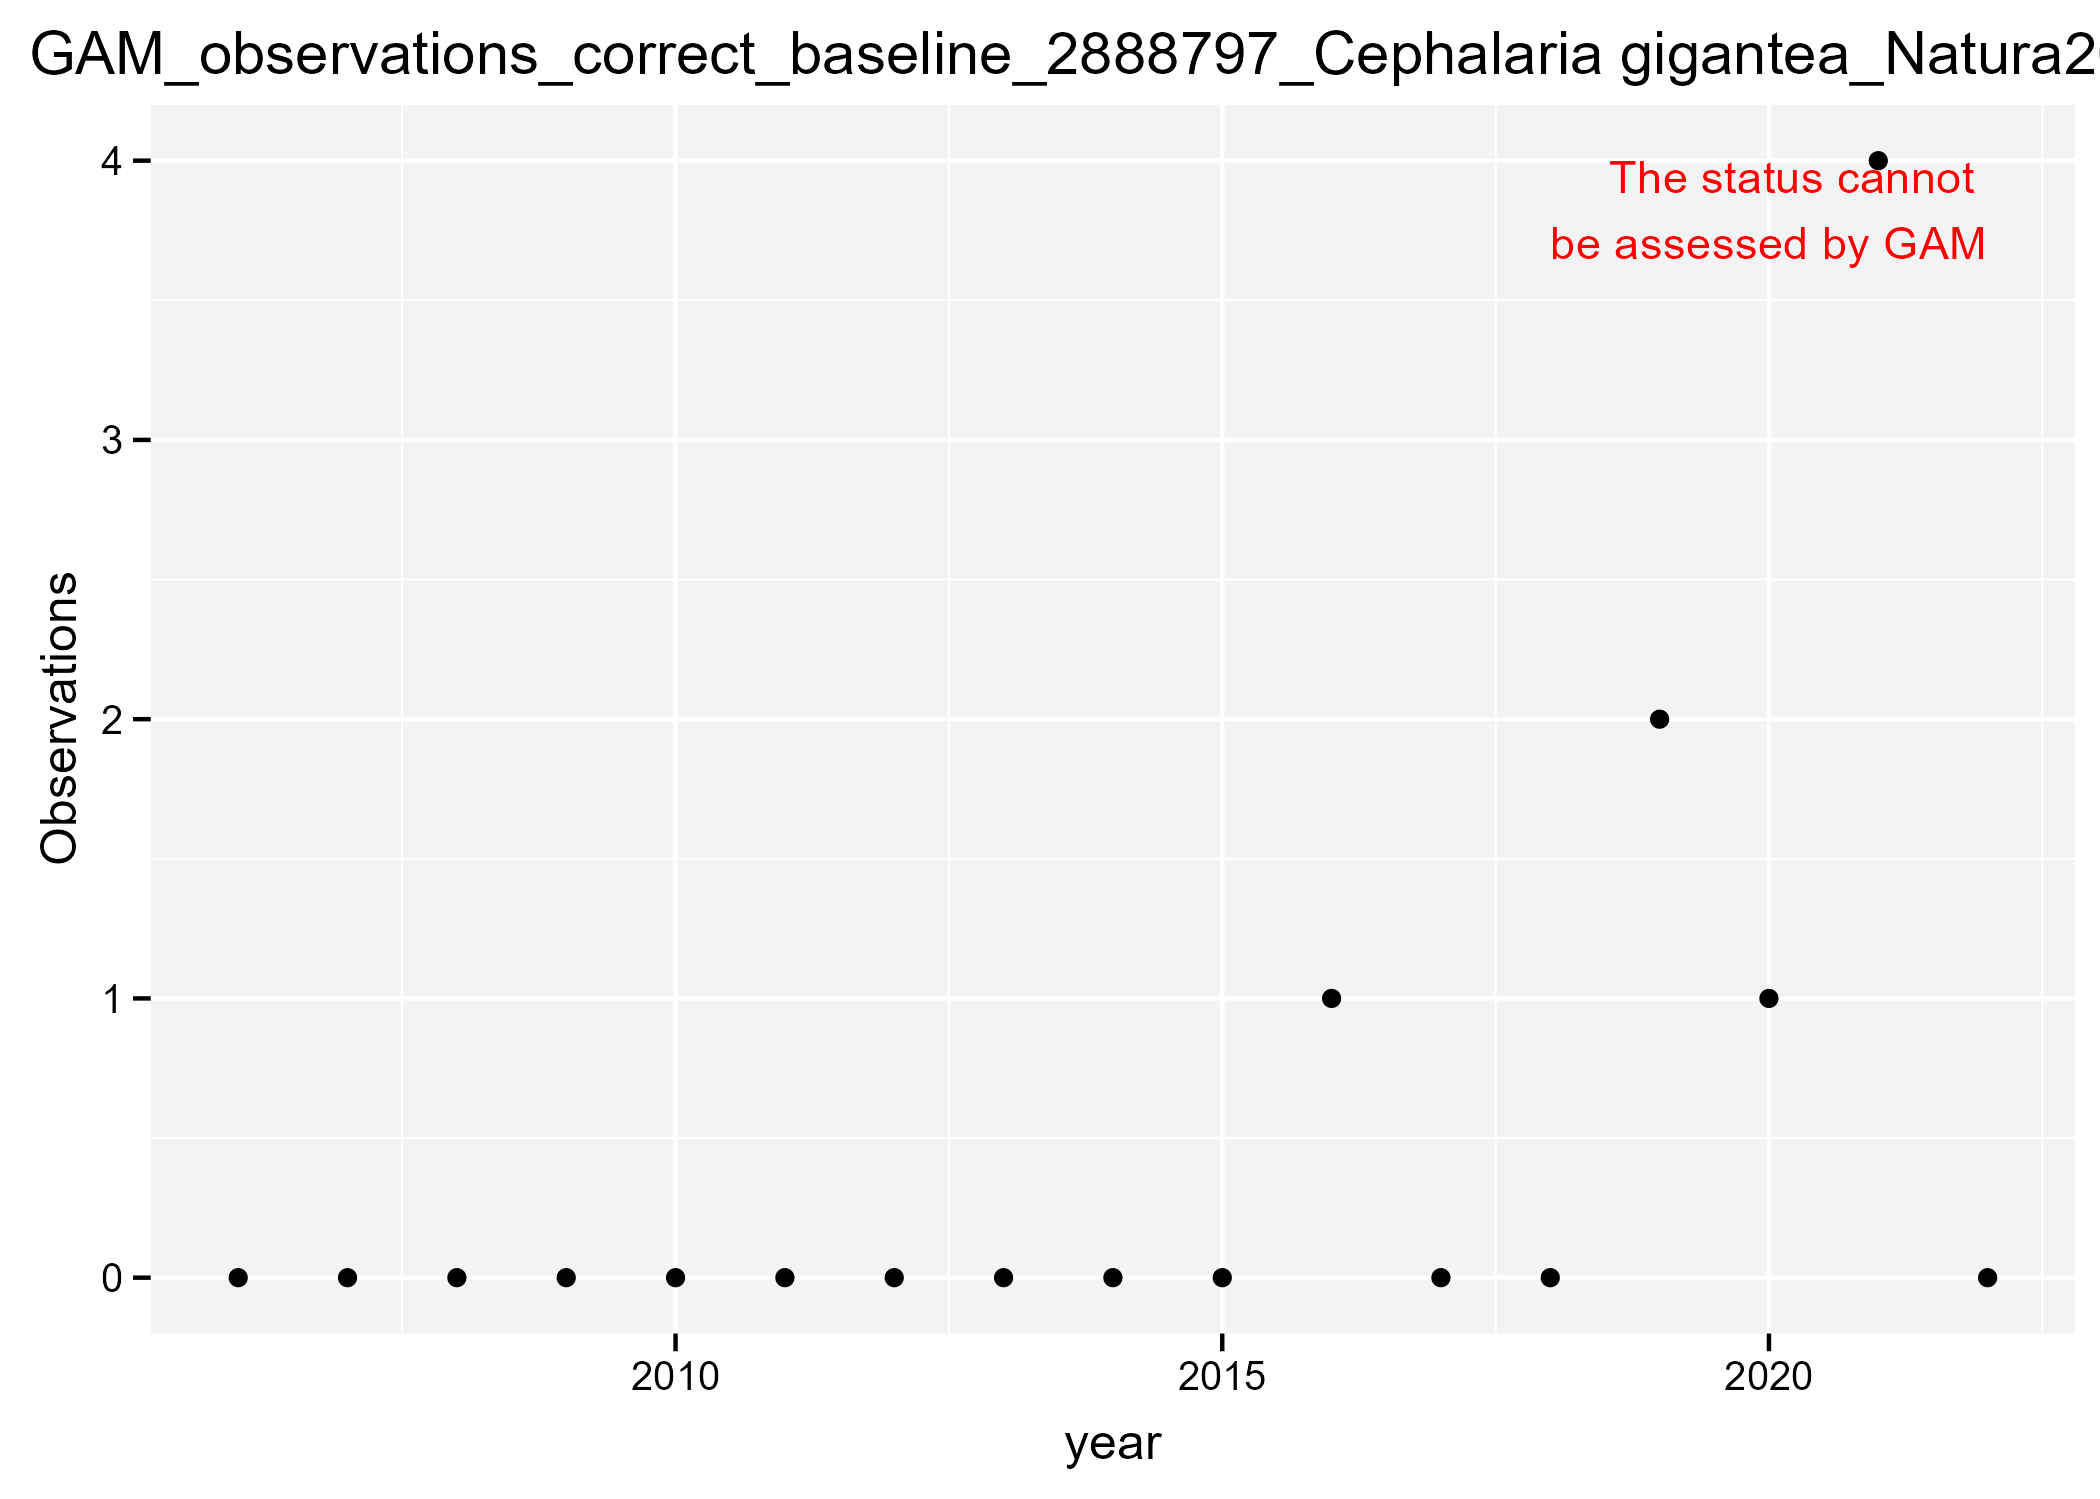 GAM_observations_correct_baseline_2888797_Cephalaria gigantea_Natura2
4
The status cannot
be assessed by GAM
3
2
1
0
Observations
2010 2015 2020
year